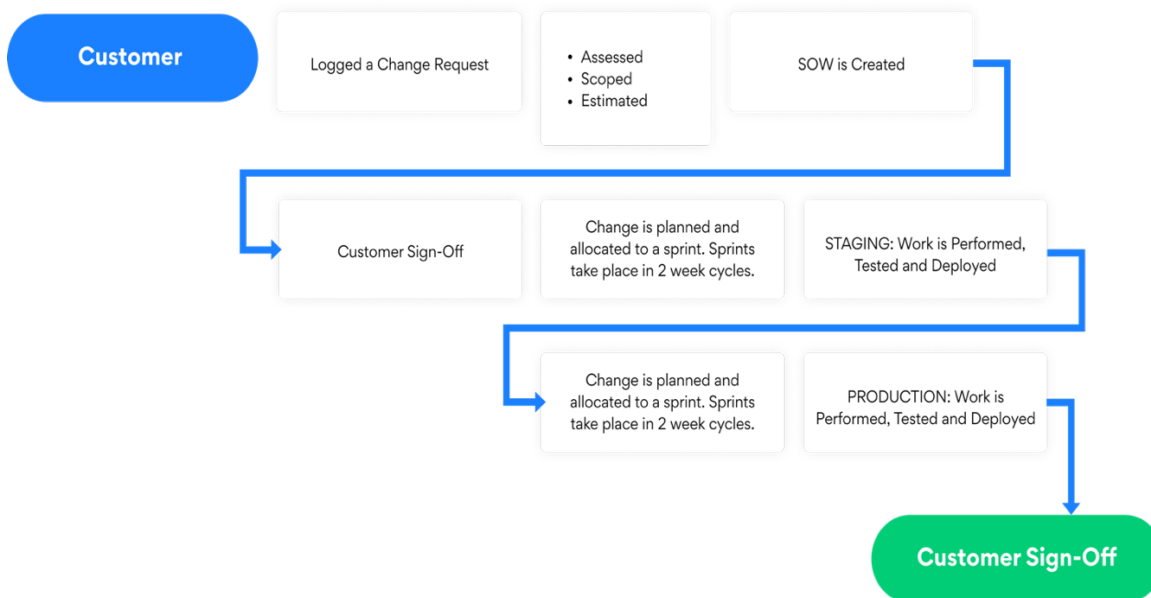 Customer
Logged a Change Request
• Assessed
• Scoped
• Estimated
SOW is Created
Customer Sign-Off
Change is planned and
allocated to a sprint. Sprints
take place in 2 week cycles.
STAGING: Work is Performed,
Tested and Deployed
Change is planned and
allocated to a sprint. Sprints
take place in 2 week cycles.
PRODUCTION: Work is
Performed, Tested and Deployed
Customer Sign-Off